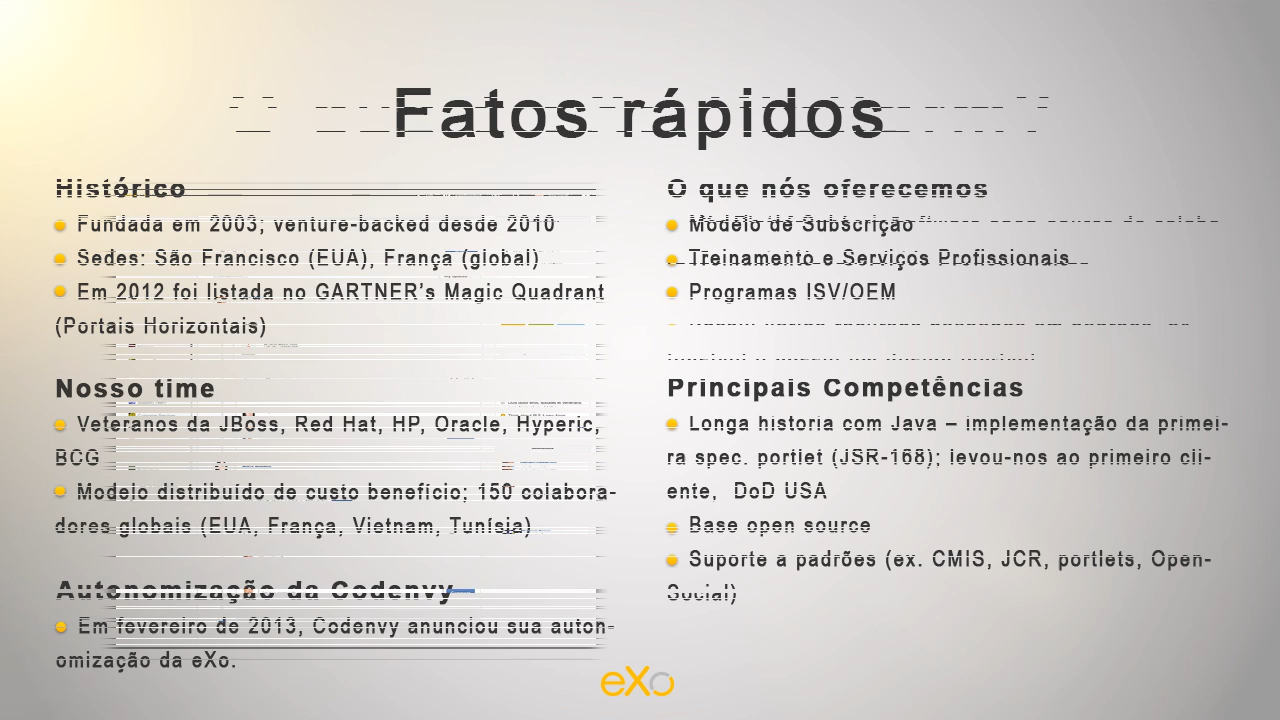 Fatos rápidos
Histórico
Fundada em 2003; venture-backed desde 2010
Sedes: São Francisco (EUA), França (global)
Em 2012 foi listada no GARTNER's Magic Quadrant
(Portais Horizontais)
Nosso time
Veteranos da JBoss, Red Hat, HP, Oracle, Hyperic,
BCG
Modelo distribuído de custo benefício; 150 colabora-
dores globais (EUA, França, Vietnam, Tunísia)
Autonomização da Codenvy
Em fevereiro de 2013, Codenvy anunciou sua auton-
omização da eXo.
O que nós oferecemos
Modelo de Subscrição
Treinamento e Serviços Profissionais
Programas ISV/OEM
Principais Competências
Longa historia com Java – implementação da primei-
ra spec. portlet (JSR-168); levou-nos ao primeiro cli-
ente, DoD USA
Base open source
Suporte a padrões (ex. CMIS, JCR, portlets, Open-
Social)
eXo